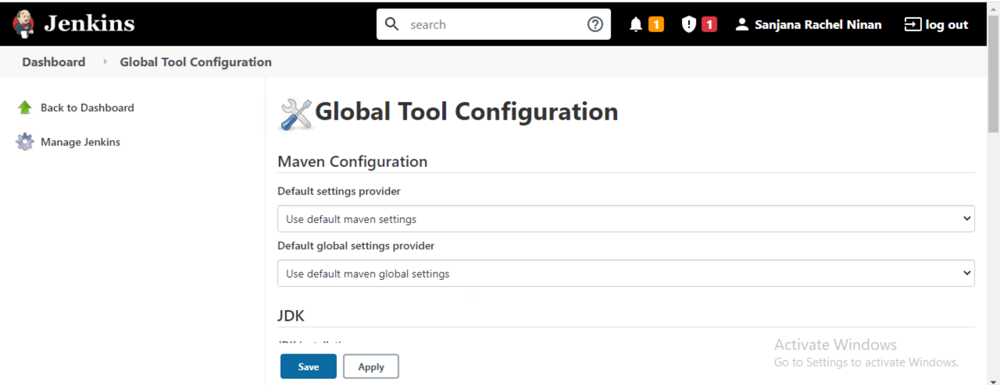 Jenkins
search
1
1
Sanjana Rachel Ninan
log out
Dashboard
Global Tool Configuration
Back to Dashboard
Manage Jenkins
Global Tool Configuration
Maven Configuration
Default settings provider
Use default maven settings
Default global settings provider
Use default maven global settings
JDK
Save
Apply
Activate Windows
Go to Settings to activate Windows.